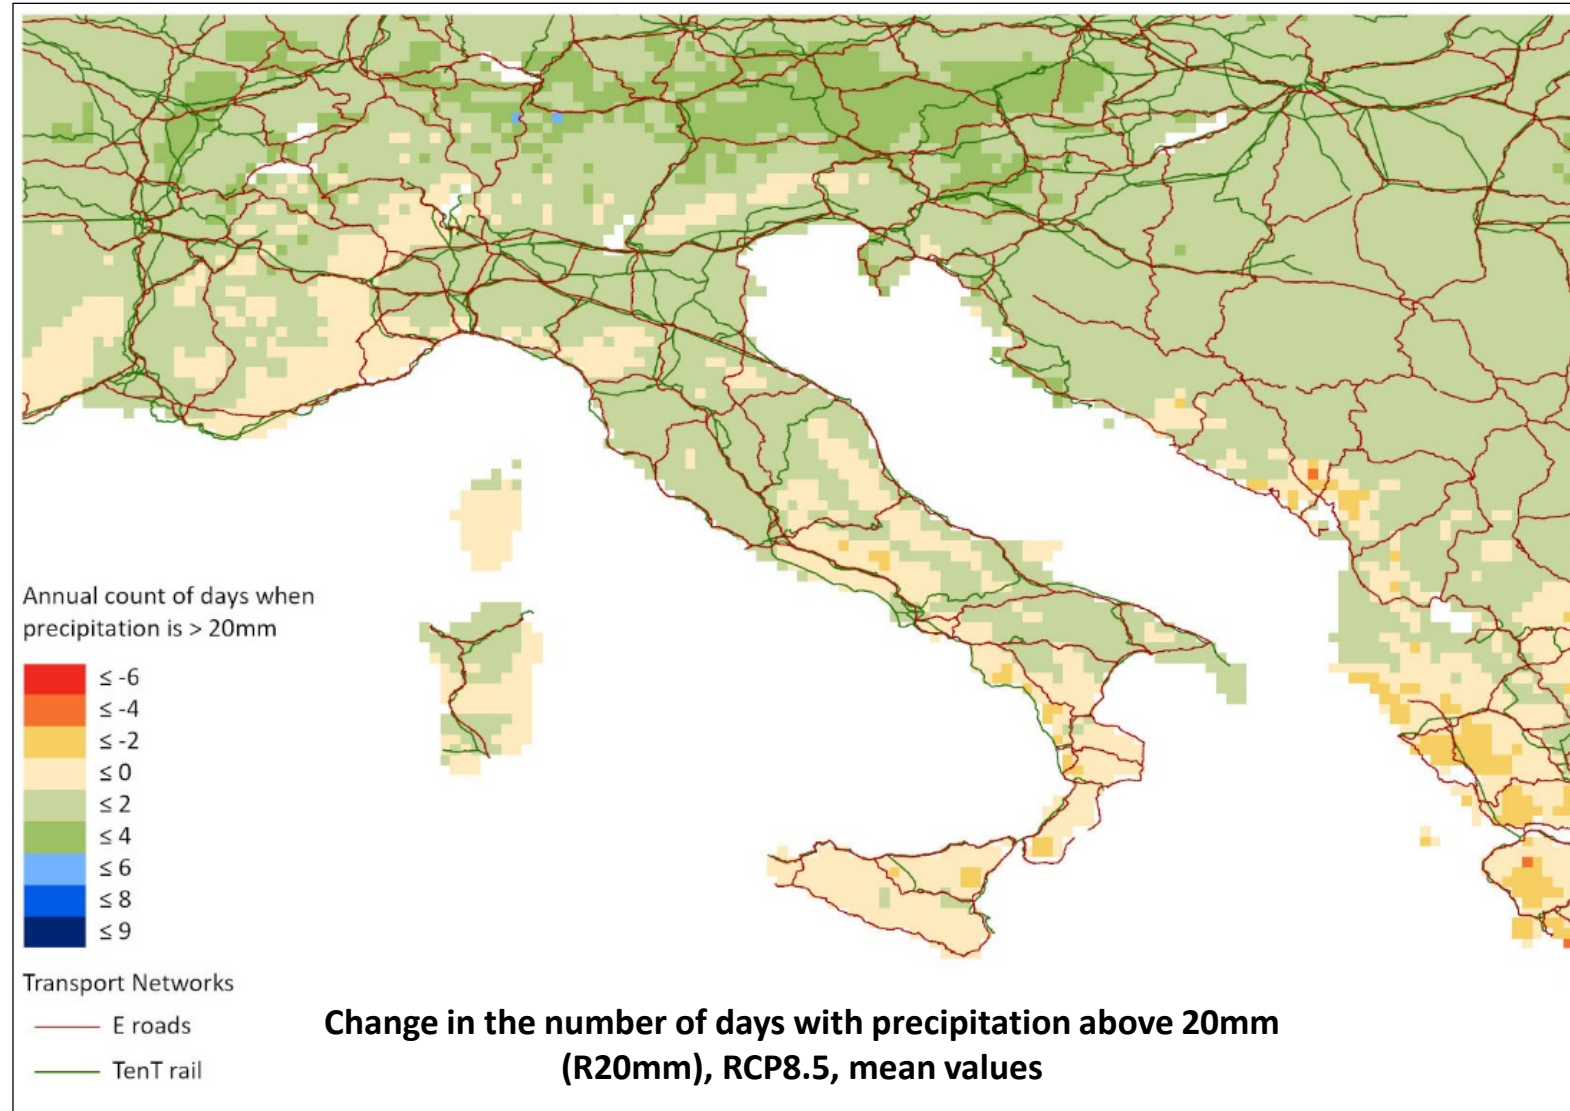 Annual count of days when
precipitation is > 20mm
≤ -6
≤ -4
≤ -2
≤ 0
≤ 2
≤ 4
≤ 6
≤ 8
≤ 9
Transport Networks
E roads
TenT rail
Change in the number of days with precipitation above 20mm
(R20mm), RCP8.5, mean values